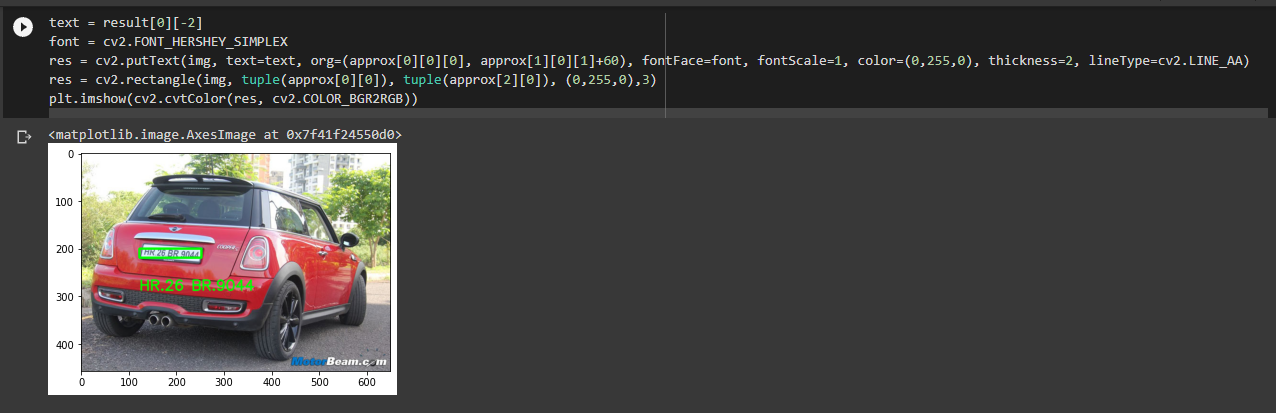 text = result[0][-2]
font = cv2.FONT_HERSHEY_SIMPLEX
res = cv2.putText(img, text=text, org=(approx[0][0][0], approx[1][0][1]+60), fontFace=font, fontScale=1, color=(0,255,0), thickness=2, lineType=cv2.LINE_AA)
res = cv2.rectangle(img, tuple(approx[0][0]), tuple(approx[2][0]), (0,255,0),3)
plt.imshow(cv2.cvtColor(res, cv2.COLOR_BGR2RGB))
<matplotlib.image.AxesImage at 0x7f41f24550d0>
0
100
200
300
400
HR 26 BR 9044
HR.26 BR.9044
MotorBeam.com
0 100 200 300 400 500 600